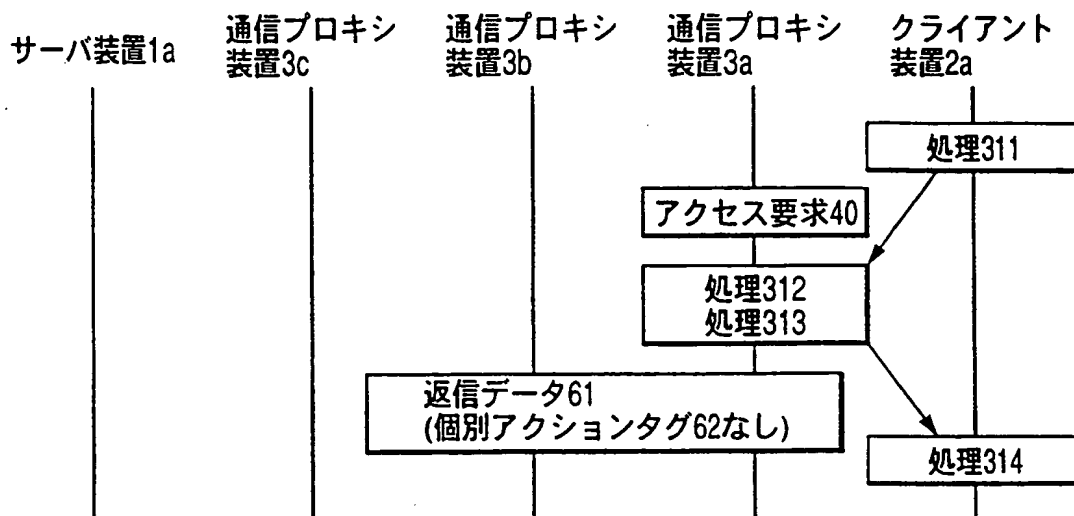 サーバ装置1a
通信プロキシ
装置3c
通信プロキシ
装置3b
通信プロキシ
装置3a
クライアント
装置2a
処理311
アクセス要求40
処理312
処理313
返信データ61
(個別アクションタグ62なし)
処理314